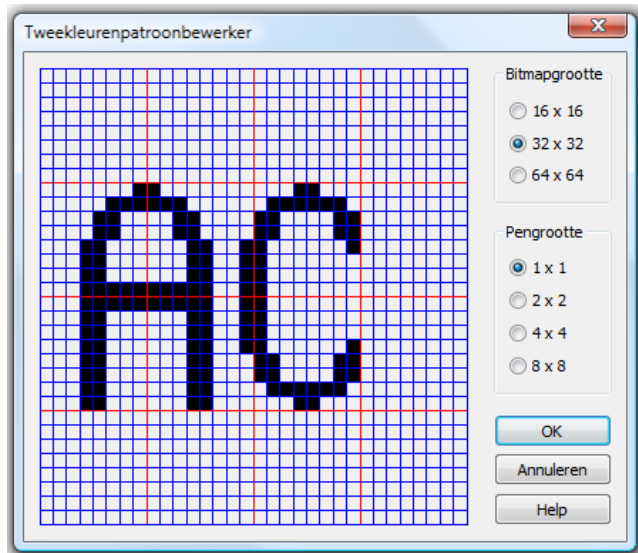 Tweekleurenpatroonbewerker
AC
Bitmapgrootte
16 x 16
32 x 32
64 x 64
Pengrootte
1 x 1
2 x 2
4 x 4
8 x 8
OK
Annuleren
Help